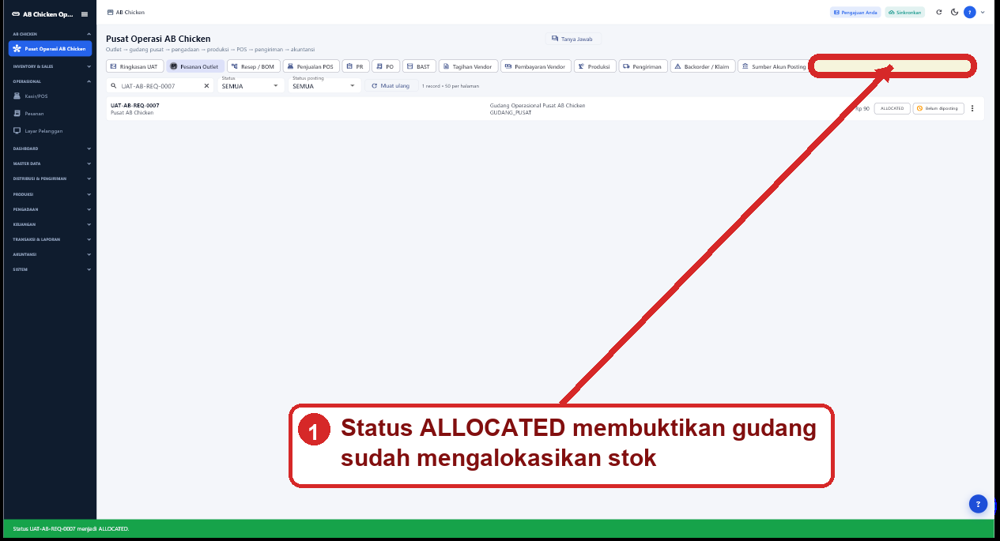 AB Chicken Op...
AB CHICKEN
Pusat Operasi AB Chicken
INVENTORY & SALES
OPERASIONAL
Kasir/POS
Pesanan
Layar Pelanggan
DASHBOARD
MASTER DATA
DISTRIBUSI & PENGIRIMAN
PRODUKSI
PENGADAAN
KEUANGAN
TRANSAKSI & LAPORAN
AKUNTANSI
SISTEM
AB Chicken
Pengajuan Anda
Sinkronkan
?
Pusat Operasi AB Chicken
Outlet → gudang pusat → pengadaan → produksi → POS → pengiriman → akuntansi
Tanya Jawab
Ringkasan UAT
Pesanan Outlet
Resep / BOM
Penjualan POS
PR
PO
BAST
Tagihan Vendor
Pembayaran Vendor
Produksi
Pengiriman
Backorder / Klaim
Sumber Akun Posting
UAT-AB-REQ-0007
Status
SEMUA
Status posting
SEMUA
Muat ulang
1 record • 50 per halaman
UAT-AB-REQ-0007
Pusat AB Chicken
Gudang Operasional Pusat AB Chicken
GUDANG_PUSAT
Rp 90
ALLOCATED
Belum diposting
1
Status ALLOCATED membuktikan gudang
sudah mengalokasikan stok
?
Status UAT-AB-REQ-0007 menjadi ALLOCATED.